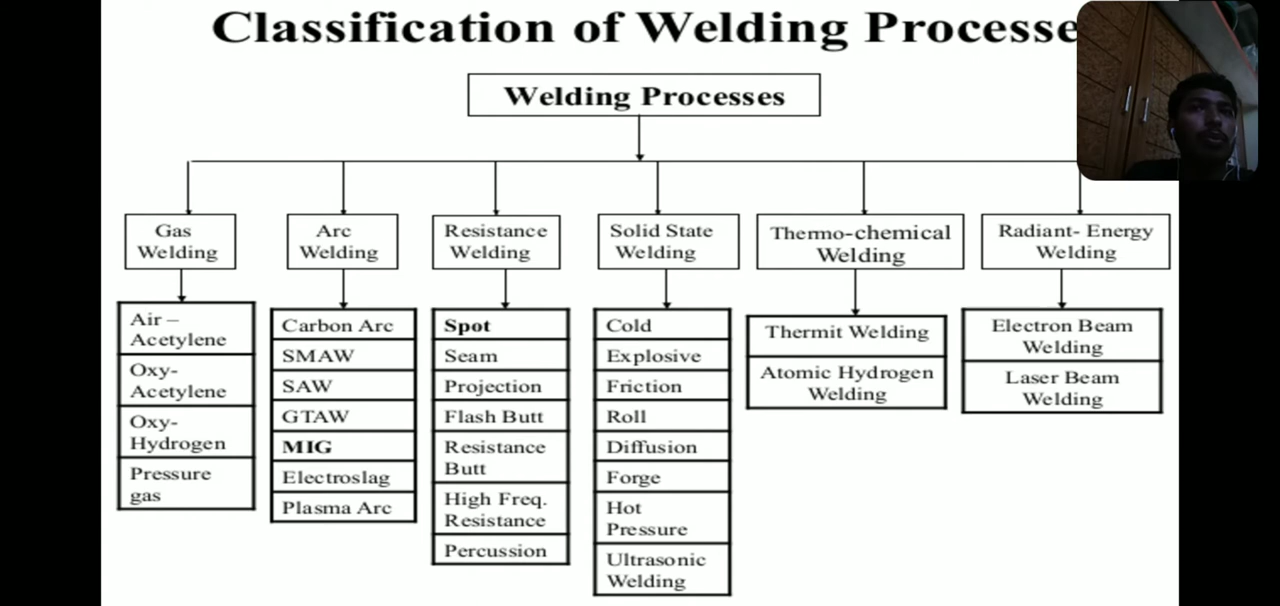 Classification of Welding Processe
Welding Processes
Gas
Welding
Arc
Welding
Resistance
Welding
Solid State
Welding
Thermo-chemical
Welding
Radiant- Energy
Welding
Air –
Acetylene
Oxy-
Acetylene
Oxy-
Hydrogen
Pressure
gas
Carbon Arc
SMAW
SAW
GTAW
MIG
Electroslag
Plasma Arc
Spot
Seam
Projection
Flash Butt
Resistance
Butt
High Freq.
Resistance
Percussion
Cold
Explosive
Friction
Roll
Diffusion
Forge
Hot
Pressure
Ultrasonic
Welding
Thermit Welding
Atomic Hydrogen
Welding
Electron Beam
Welding
Laser Beam
Welding